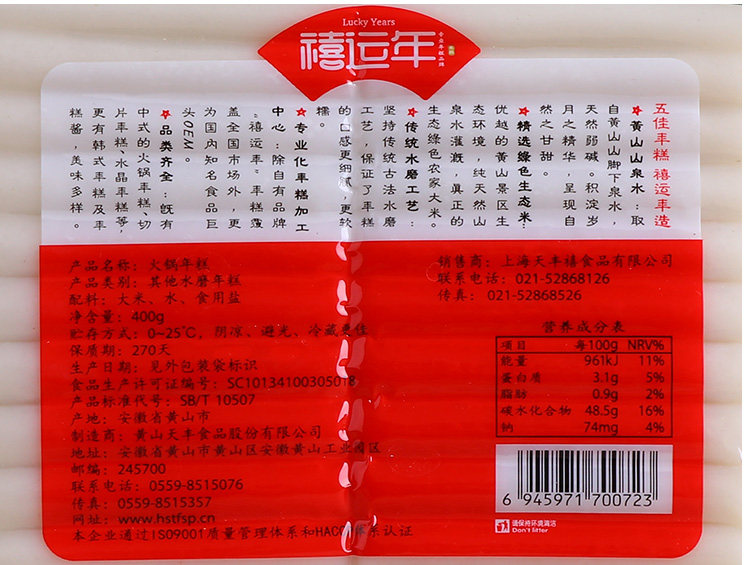 Lucky Years
禧运年
专业年糕品牌
五佳年糕 禧运年造
★黄山山泉水：取
自黄山山脚下泉水，
天然弱碱。积淀岁
月之精华，呈现自
然之甘甜。
★精选绿色生态米：
优越的黄山景区生
态环境，纯天然山
泉水灌溉，真正的
生态绿色农家大米。
★传统水磨工艺：
坚持传统古法水磨
工艺，保证了年糕
的口感更细腻，更软
糯。
★专业化年糕加工
中心：除自有品牌
“禧运年”年糕覆
盖全国市场外，更
为国内知名食品巨
头OEM。
★品类齐全：既有
中式的火锅年糕、切
片年糕、水晶年糕等，
更有韩式年糕及年
糕酱，美味多样。
产品名称：火锅年糕
产品类别：其他水磨年糕
配料：大米、水、食用盐
净含量：400g
贮存方式：0~25℃，阴凉、避光、冷藏更佳
保质期：270天
生产日期：见外包装袋标识
食品生产许可证编号：SC10134100305018
产品标准代号：SB/T 10507
产地：安徽省黄山市
制造商：黄山天丰食品股份有限公司
地址：安徽省黄山市黄山区安徽黄山工业园区
邮编：245700
联系电话：0559-8515076
传真：0559-8515357
网址：www.hstfsp.cn
本企业通过ISO9001质量管理体系和HACCP体系认证
销售商：上海天丰禧食品有限公司
联系电话：021-52868126
传真：021-52868526
营养成分表
项目 每100g NRV%
能量 961kJ 11%
蛋白质 3.1g 5%
脂肪 0.9g 2%
碳水化合物 48.5g 16%
钠 74mg 4%
6 945971 700723
请保持环境清洁
Don't litter